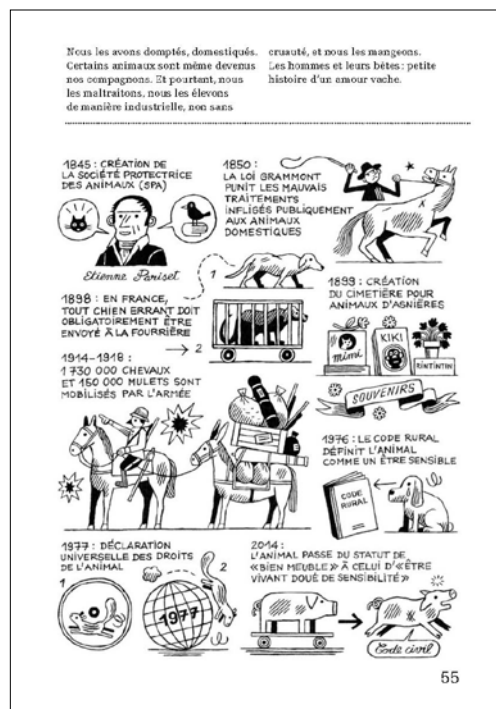 Nous les avons domptés, domestiqués.
Certains animaux sont même devenus
nos compagnons. Et pourtant, nous
les maltraitons, nous les élevons
de manière industrielle, non sans
cruauté, et nous les mangeons.
Les hommes et leurs bêtes : petite
histoire d'un amour vache.
1845 : CRÉATION DE
LA SOCIÉTÉ PROTECTRICE
DES ANIMAUX (SPA)
Etienne Pariset
1850 :
LA LOI GRAMMONT
PUNIT LES MAUVAIS
TRAITEMENTS
INFLIGÉS PUBLIQUEMENT
AUX ANIMAUX
DOMESTIQUES
1898 : EN FRANCE,
TOUT CHIEN ERRANT DOIT
OBLIGATOIREMENT ÊTRE
ENVOYÉ À LA FOURRIÈRE
1
2
1899 : CRÉATION
DU CIMETIÈRE POUR
ANIMAUX D'ASNIÈRES
mimi
KIKI
RINTINTIN
SOUVENIRS
1914-1918 :
1 730 000 CHEVAUX
ET 150 000 MULETS SONT
MOBILISÉS PAR L'ARMÉE
1976 : LE CODE RURAL
DÉFINIT L'ANIMAL
COMME UN ÊTRE SENSIBLE
CODE
RURAL
1977 : DÉCLARATION
UNIVERSELLE DES DROITS
DE L'ANIMAL
1
2
1977
2014 :
L'ANIMAL PASSE DU STATUT DE
«BIEN MEUBLE» À CELUI D'«ÊTRE
VIVANT DOUÉ DE SENSIBILITÉ»
Code civil
55